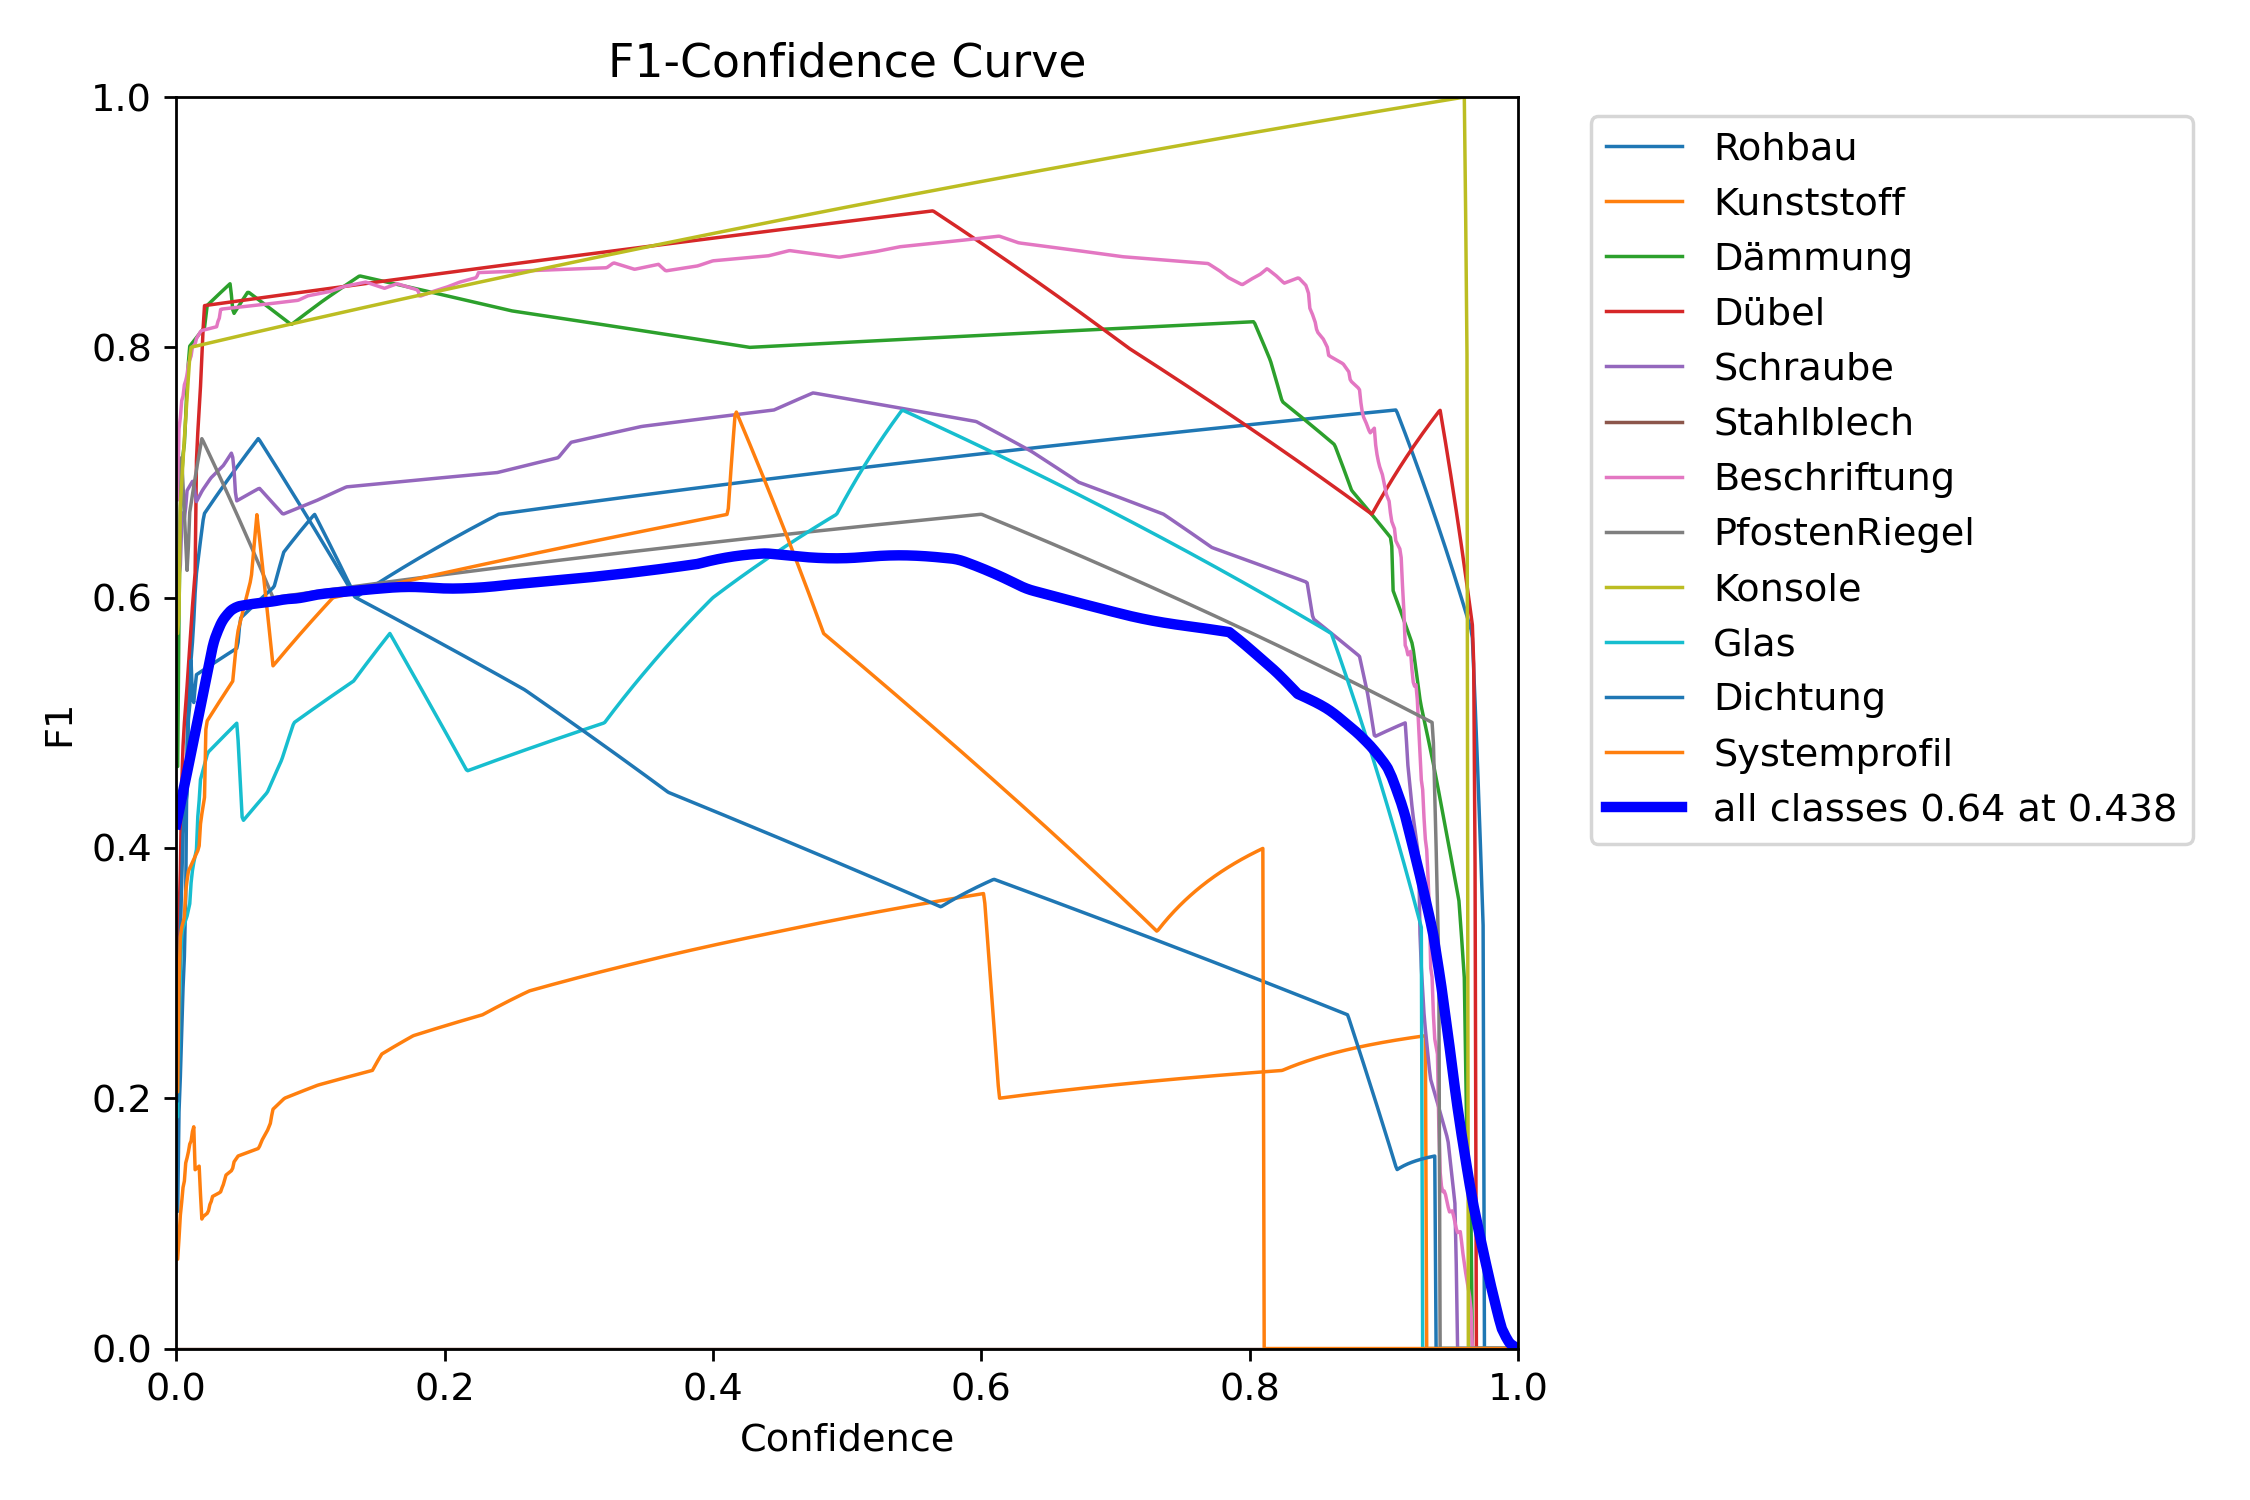 F1-Confidence Curve
1.0
0.8
0.6
0.4
0.2
0.0
F1
0.0 0.2 0.4 0.6 0.8 1.0
Confidence
Rohbau
Kunststoff
Dämmung
Dübel
Schraube
Stahlblech
Beschriftung
PfostenRiegel
Konsole
Glas
Dichtung
Systemprofil
all classes 0.64 at 0.438